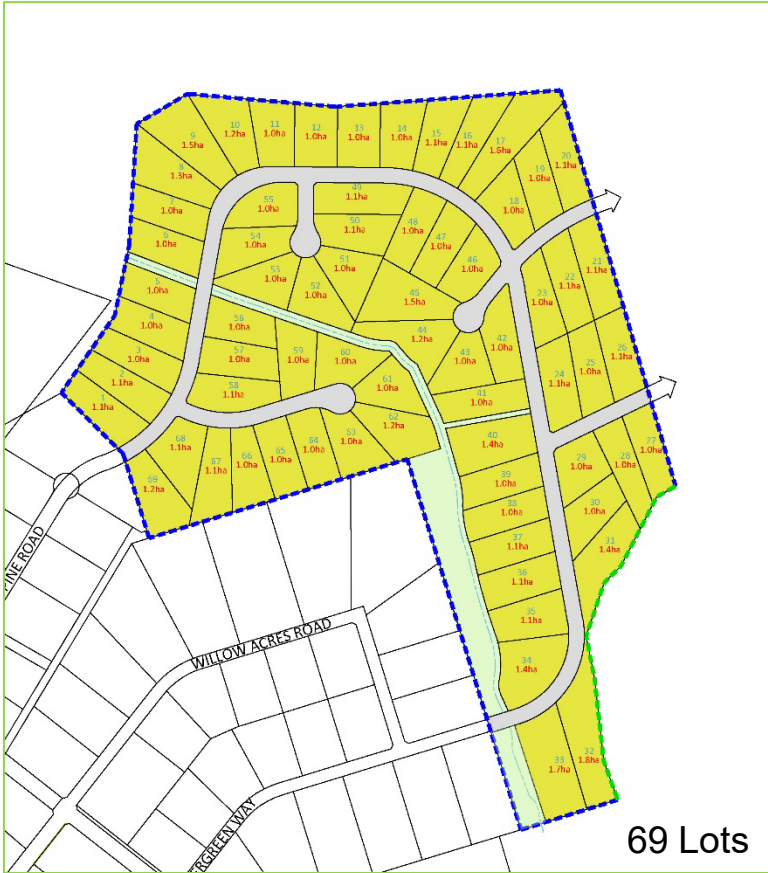 1
1.1ha
2
1.1ha
3
1.0ha
4
1.0ha
5
1.0ha
6
1.0ha
7
1.0ha
8
1.3ha
9
1.5ha
10
1.2ha
11
1.0ha
12
1.0ha
13
1.0ha
14
1.0ha
15
1.1ha
16
1.1ha
17
1.6ha
18
1.0ha
19
1.0ha
20
1.1ha
21
1.1ha
22
1.1ha
23
1.0ha
24
1.1ha
25
1.0ha
26
1.1ha
27
1.0ha
28
1.0ha
29
1.0ha
30
1.0ha
31
1.4ha
32
1.8ha
33
1.7ha
34
1.4ha
35
1.1ha
36
1.1ha
37
1.1ha
38
1.0ha
39
1.0ha
40
1.4ha
41
1.0ha
42
1.0ha
43
1.0ha
44
1.2ha
45
1.5ha
46
1.0ha
47
1.0ha
48
1.0ha
49
1.1ha
50
1.1ha
51
1.0ha
52
1.0ha
53
1.0ha
54
1.0ha
55
1.0ha
56
1.0ha
57
1.0ha
58
1.1ha
59
1.0ha
60
1.0ha
61
1.0ha
62
1.2ha
63
1.0ha
64
1.0ha
65
1.0ha
66
1.0ha
67
1.1ha
68
1.1ha
69
1.2ha
PINE ROAD
WILLOW ACRES ROAD
ERGREEN WAY
69 Lots